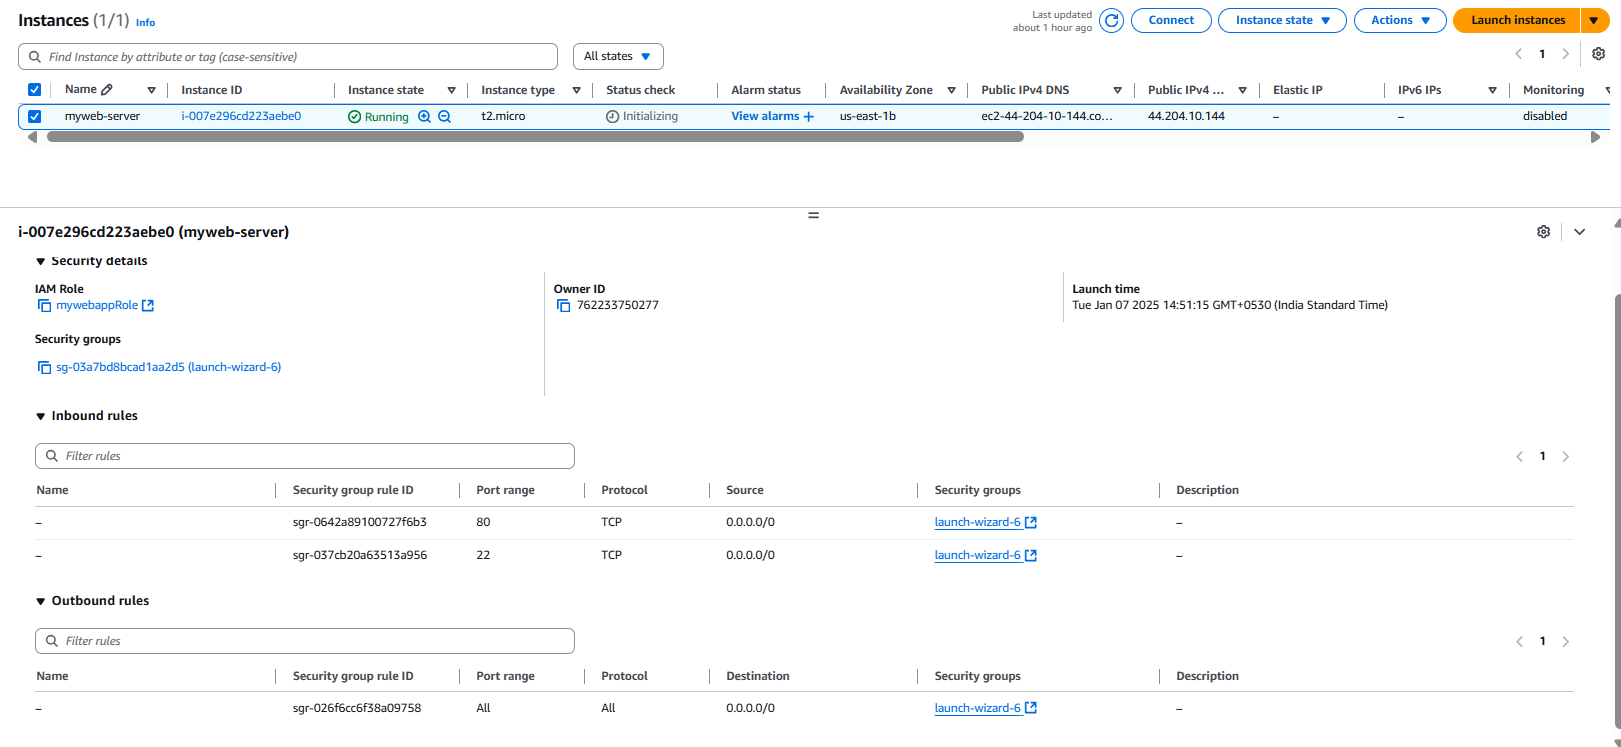 Instances (1/1) Info
Last updated
about 1 hour ago
Connect
Instance state
Actions
Launch instances
Find Instance by attribute or tag (case-sensitive)
All states
1
Name Instance ID Instance state Instance type Status check Alarm status Availability Zone Public IPv4 DNS Public IPv4 ... Elastic IP IPv6 IPs Monitoring
myweb-server i-007e296cd223aebe0 Running t2.micro Initializing View alarms + us-east-1b ec2-44-204-10-144.co... 44.204.10.144 – – disabled
i-007e296cd223aebe0 (myweb-server)
Security details
IAM Role Owner ID Launch time
mywebappRole 762233750277 Tue Jan 07 2025 14:51:15 GMT+0530 (India Standard Time)
Security groups
sg-03a7bd8bcad1aa2d5 (launch-wizard-6)
Inbound rules
Filter rules
1
Name Security group rule ID Port range Protocol Source Security groups Description
– sgr-0642a89100727f6b3 80 TCP 0.0.0.0/0 launch-wizard-6 –
– sgr-037cb20a63513a956 22 TCP 0.0.0.0/0 launch-wizard-6 –
Outbound rules
Filter rules
1
Name Security group rule ID Port range Protocol Destination Security groups Description
– sgr-026f6cc6f38a09758 All All 0.0.0.0/0 launch-wizard-6 –